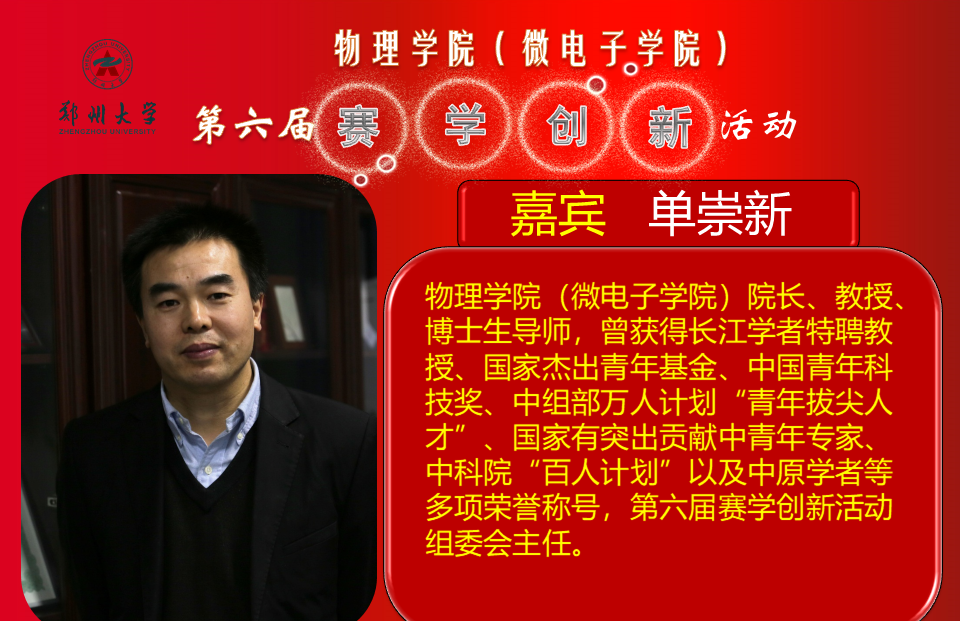 物理学院（微电子学院）
郑州大学
ZHENGZHOU UNIVERSITY
第六届赛学创新活动
嘉宾 单崇新
物理学院（微电子学院）院长、教授、
博士生导师，曾获得长江学者特聘教
授、国家杰出青年基金、中国青年科
技奖、中组部万人计划“青年拔尖人
才”、国家有突出贡献中青年专家、
中科院“百人计划”以及中原学者等
多项荣誉称号，第六届赛学创新活动
组委会主任。